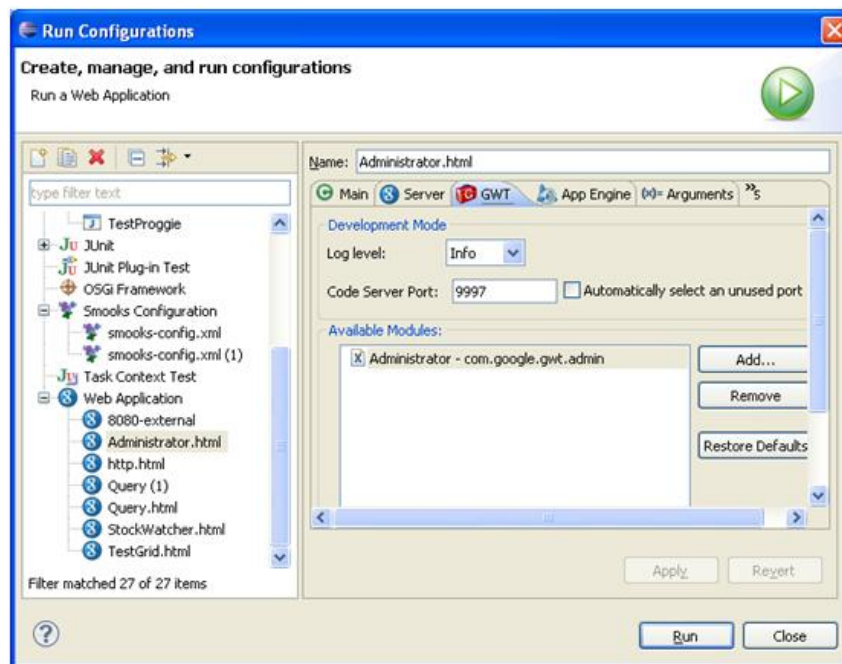 Run Configurations
Create, manage, and run configurations
Run a Web Application
type filter text
TestProggie
JU JUnit
JU JUnit Plug-in Test
OSGi Framework
Smooks Configuration
smooks-config.xml
smooks-config.xml (1)
Task Context Test
Web Application
8080-external
Administrator.html
http.html
Query (1)
Query.html
StockWatcher.html
TestGrid.html
Filter matched 27 of 27 items
Name: Administrator.html
Main Server GWT App Engine (x)= Arguments »5
Development Mode
Log level: Info
Code Server Port: 9997 Automatically select an unused port
Available Modules:
Administrator - com.google.gwt.admin
Add...
Remove
Restore Defaults
Apply Revert
? Run Close